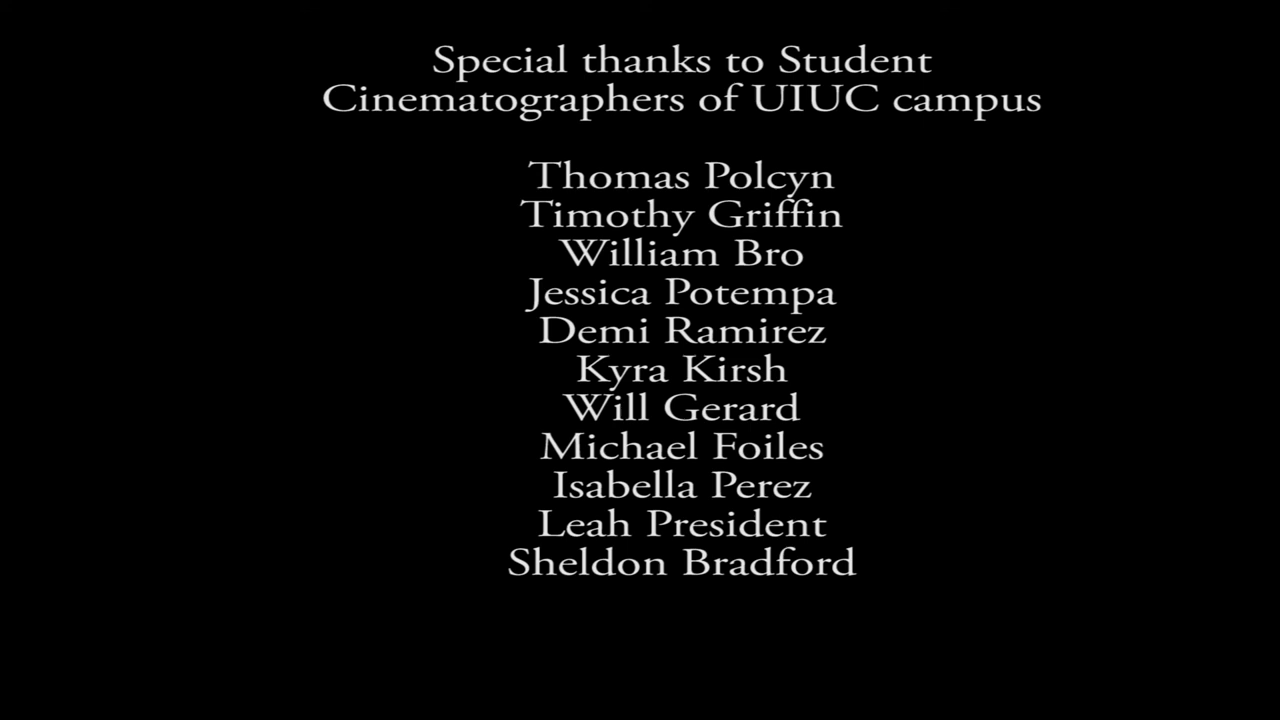 Special thanks to Student
Cinematographers of UIUC campus
Thomas Polcyn
Timothy Griffin
William Bro
Jessica Potempa
Demi Ramirez
Kyra Kirsh
Will Gerard
Michael Foiles
Isabella Perez
Leah President
Sheldon Bradford